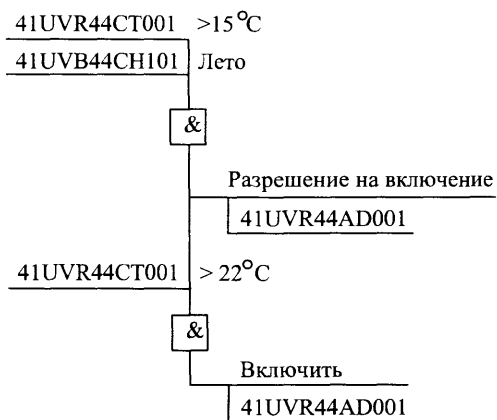 41UVR44CT001 >15°C
41UVB44CH101 Лето
&
Разрешение на включение
41UVR44AD001
41UVR44CT001 > 22°C
&
Включить
41UVR44AD001